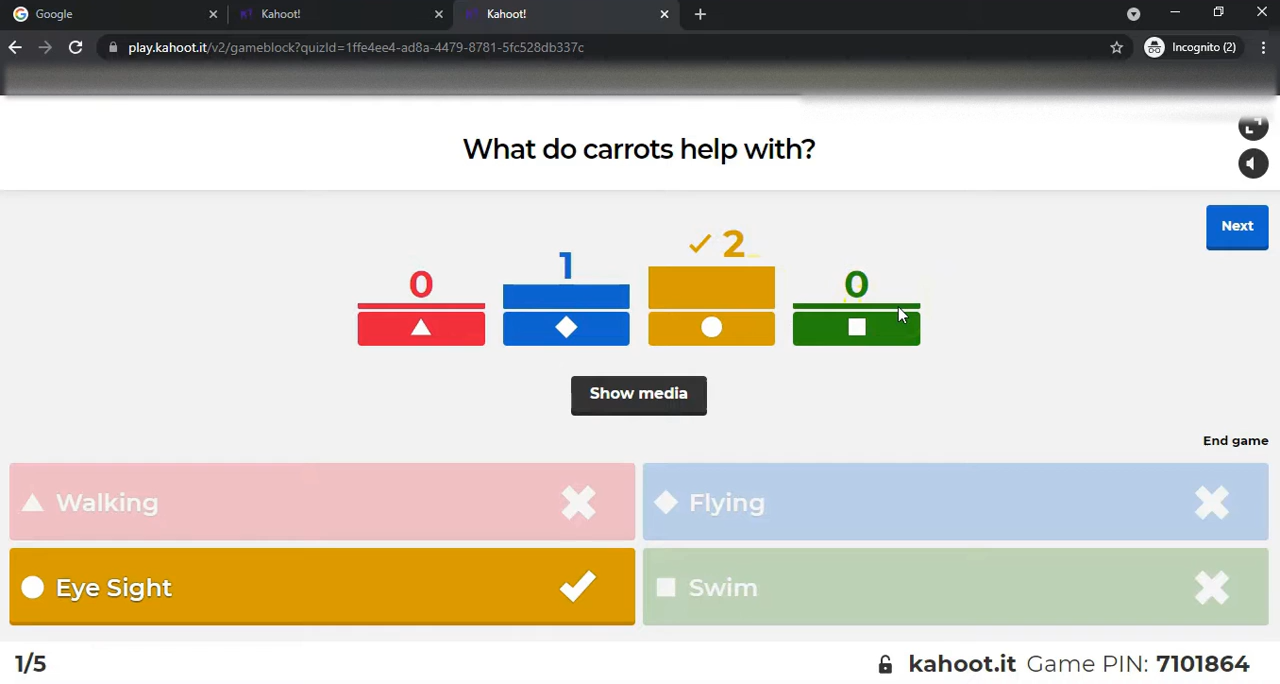 Google
Kahoot!
Kahoot!
play.kahoot.it/v2/gameblock?quizId=1ffe4ee4-ad8a-4479-8781-5fc528db337c
Incognito (2)
What do carrots help with?
Next
0
1
2
0
Show media
End game
Walking
Flying
Eye Sight
Swim
1/5
kahoot.it Game PIN: 7101864